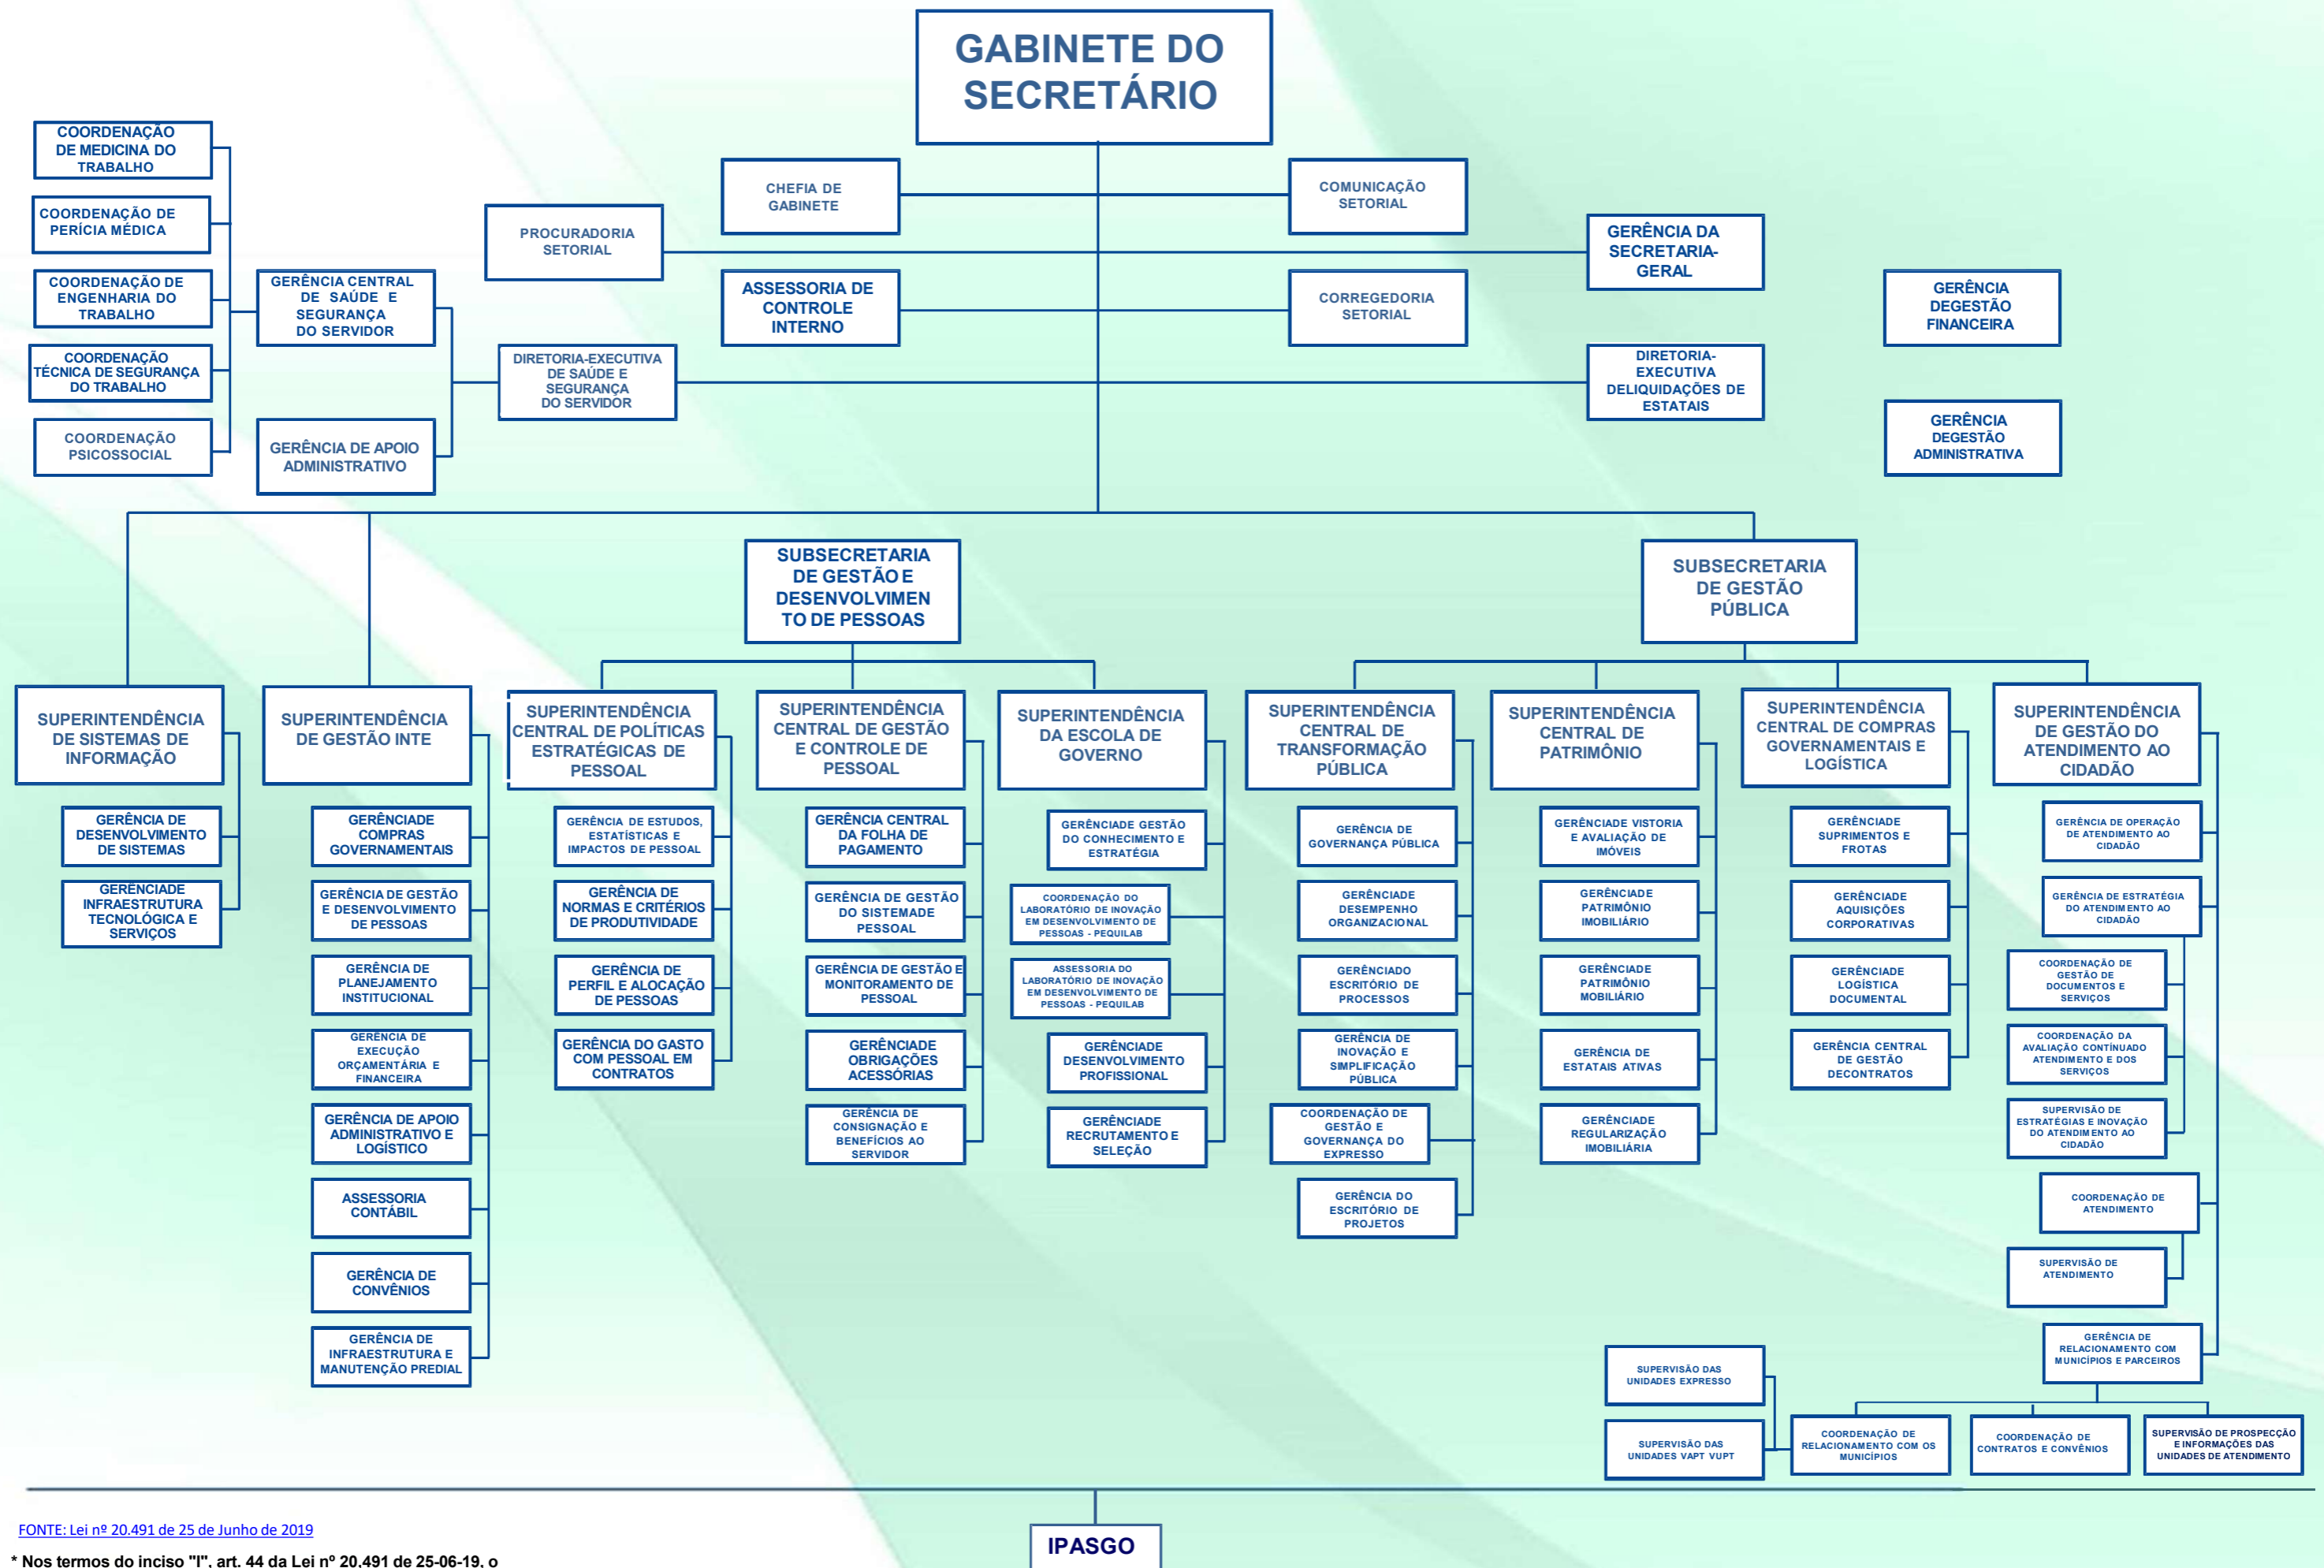 GABINETE DO
SECRETÁRIO
COORDENAÇÃO
DE MEDICINA DO
TRABALHO
COORDENAÇÃO DE
PERÍCIA MÉDICA
COORDENAÇÃO DE
ENGENHARIA DO
TRABALHO
COORDENAÇÃO
TÉCNICA DE SEGURANÇA
DO TRABALHO
COORDENAÇÃO
PSICOSSOCIAL
GERÊNCIA CENTRAL
DE SAÚDE E
SEGURANÇA
DO SERVIDOR
GERÊNCIA DE APOIO
ADMINISTRATIVO
PROCURADORIA
SETORIAL
DIRETORIA-EXECUTIVA
DE SAÚDE E
SEGURANÇA
DO SERVIDOR
CHEFIA DE
GABINETE
ASSESSORIA DE
CONTROLE
INTERNO
COMUNICAÇÃO
SETORIAL
CORREGEDORIA
SETORIAL
GERÊNCIA DA
SECRETARIA-
GERAL
DIRETORIA-
EXECUTIVA
DELIQUIDAÇÕES DE
ESTATAIS
GERÊNCIA
DEGESTÃO
FINANCEIRA
GERÊNCIA
DEGESTÃO
ADMINISTRATIVA
SUBSECRETARIA
DE GESTÃO E
DESENVOLVIMEN
TO DE PESSOAS
SUBSECRETARIA
DE GESTÃO
PÚBLICA
SUPERINTENDÊNCIA
DE SISTEMAS DE
INFORMAÇÃO
GERÊNCIA DE
DESENVOLVIMENTO
DE SISTEMAS
GERÊNCIADE
INFRAESTRUTURA
TECNOLÓGICA E
SERVIÇOS
SUPERINTENDÊNCIA
DE GESTÃO INTE
GERÊNCIADE
COMPRAS
GOVERNAMENTAIS
GERÊNCIA DE GESTÃO
E DESENVOLVIMENTO
DE PESSOAS
GERÊNCIA DE
PLANEJAMENTO
INSTITUCIONAL
GERÊNCIA DE
EXECUÇÃO
ORÇAMENTÁRIA E
FINANCEIRA
GERÊNCIA DE APOIO
ADMINISTRATIVO E
LOGÍSTICO
ASSESSORIA
CONTÁBIL
GERÊNCIA DE
CONVÊNIOS
GERÊNCIA DE
INFRAESTRUTURA E
MANUTENÇÃO PREDIAL
SUPERINTENDÊNCIA
CENTRAL DE POLÍTICAS
ESTRATÉGICAS DE
PESSOAL
GERÊNCIA DE ESTUDOS,
ESTATÍSTICAS E
IMPACTOS DE PESSOAL
GERÊNCIA DE
NORMAS E CRITÉRIOS
DE PRODUTIVIDADE
GERÊNCIA DE
PERFIL E ALOCAÇÃO
DE PESSOAS
GERÊNCIA DO GASTO
COM PESSOAL EM
CONTRATOS
SUPERINTENDÊNCIA
CENTRAL DE GESTÃO
E CONTROLE DE
PESSOAL
GERÊNCIA CENTRAL
DA FOLHA DE
PAGAMENTO
GERÊNCIA DE GESTÃO
DO SISTEMADE
PESSOAL
GERÊNCIA DE GESTÃO E
MONITORAMENTO DE
PESSOAL
GERÊNCIADE
OBRIGAÇÕES
ACESSÓRIAS
GERÊNCIA DE
CONSIGNAÇÃO E
BENEFÍCIOS AO
SERVIDOR
SUPERINTENDÊNCIA
DA ESCOLA DE
GOVERNO
GERÊNCIADE GESTÃO
DO CONHECIMENTO E
ESTRATÉGIA
COORDENAÇÃO DO
LABORATÓRIO DE INOVAÇÃO
EM DESENVOLVIMENTO DE
PESSOAS - PEQUILAB
ASSESSORIA DO
LABORATÓRIO DE INOVAÇÃO
EM DESENVOLVIMENTO DE
PESSOAS - PEQUILAB
GERÊNCIADE
DESENVOLVIMENTO
PROFISSIONAL
GERÊNCIADE
RECRUTAMENTO E
SELEÇÃO
SUPERINTENDÊNCIA
CENTRAL DE
TRANSFORMAÇÃO
PÚBLICA
GERÊNCIA DE
GOVERNANÇA PÚBLICA
GERÊNCIADE
DESEMPENHO
ORGANIZACIONAL
GERÊNCIADO
ESCRITÓRIO DE
PROCESSOS
GERÊNCIA DE
INOVAÇÃO E
SIMPLIFICAÇÃO
PÚBLICA
COORDENAÇÃO DE
GESTÃO E
GOVERNANÇA DO
EXPRESSO
GERÊNCIA DO
ESCRITÓRIO DE
PROJETOS
SUPERINTENDÊNCIA
CENTRAL DE
PATRIMÔNIO
GERÊNCIADE VISTORIA
E AVALIAÇÃO DE
IMÓVEIS
GERÊNCIADE
PATRIMÔNIO
IMOBILIÁRIO
GERÊNCIADE
PATRIMÔNIO
MOBILIÁRIO
GERÊNCIA DE
ESTATAIS ATIVAS
GERÊNCIADE
REGULARIZAÇÃO
IMOBILIÁRIA
SUPERINTENDÊNCIA
CENTRAL DE COMPRAS
GOVERNAMENTAIS E
LOGÍSTICA
GERÊNCIADE
SUPRIMENTOS E
FROTAS
GERÊNCIADE
AQUISIÇÕES
CORPORATIVAS
GERÊNCIADE
LOGÍSTICA
DOCUMENTAL
GERÊNCIA CENTRAL
DE GESTÃO
DECONTRATOS
SUPERINTENDÊNCIA
DE GESTÃO DO
ATENDIMENTO AO
CIDADÃO
GERÊNCIA DE OPERAÇÃO
DE ATENDIMENTO AO
CIDADÃO
GERÊNCIA DE ESTRATÉGIA
DO ATENDIMENTO AO
CIDADÃO
COORDENAÇÃO DE
GESTÃO DE
DOCUMENTOS E
SERVIÇOS
COORDENAÇÃO DA
AVALIAÇÃO CONTÍNUADO
ATENDIMENTO E DOS
SERVIÇOS
SUPERVISÃO DE
ESTRATÉGIAS E INOVAÇÃO
DO ATENDIMENTO AO
CIDADÃO
COORDENAÇÃO DE
ATENDIMENTO
SUPERVISÃO DE
ATENDIMENTO
GERÊNCIA DE
RELACIONAMENTO COM
MUNICÍPIOS E PARCEIROS
SUPERVISÃO DAS
UNIDADES EXPRESSO
SUPERVISÃO DAS
UNIDADES VAPT VUPT
COORDENAÇÃO DE
RELACIONAMENTO COM OS
MUNICÍPIOS
COORDENAÇÃO DE
CONTRATOS E CONVÊNIOS
SUPERVISÃO DE PROSPECÇÃO
E INFORMAÇÕES DAS
UNIDADES DE ATENDIMENTO
IPASGO
FONTE: Lei nº 20.491 de 25 de Junho de 2019
* Nos termos do inciso "I", art. 44 da Lei nº 20,491 de 25-06-19, o